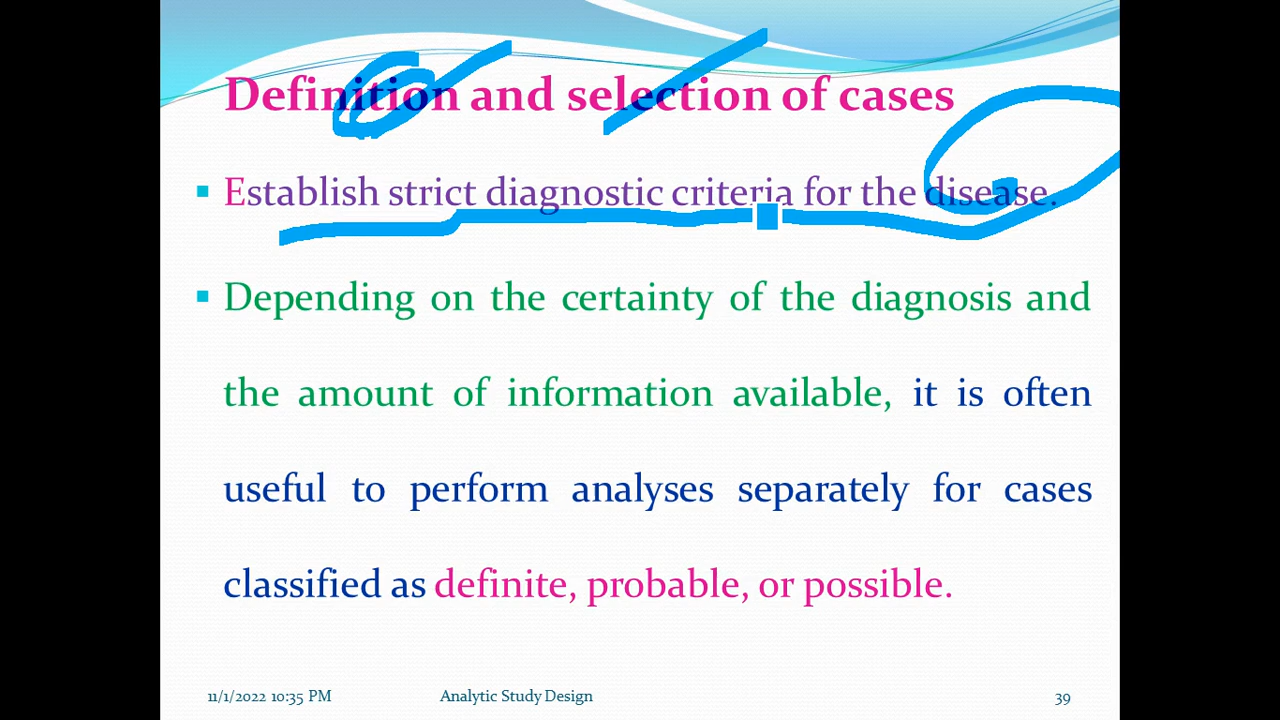 Definition and selection of cases
Establish strict diagnostic criteria for the disease.
Depending on the certainty of the diagnosis and
the amount of information available, it is often
useful to perform analyses separately for cases
classified as definite, probable, or possible.
11/1/2022 10:35 PM
Analytic Study Design
39